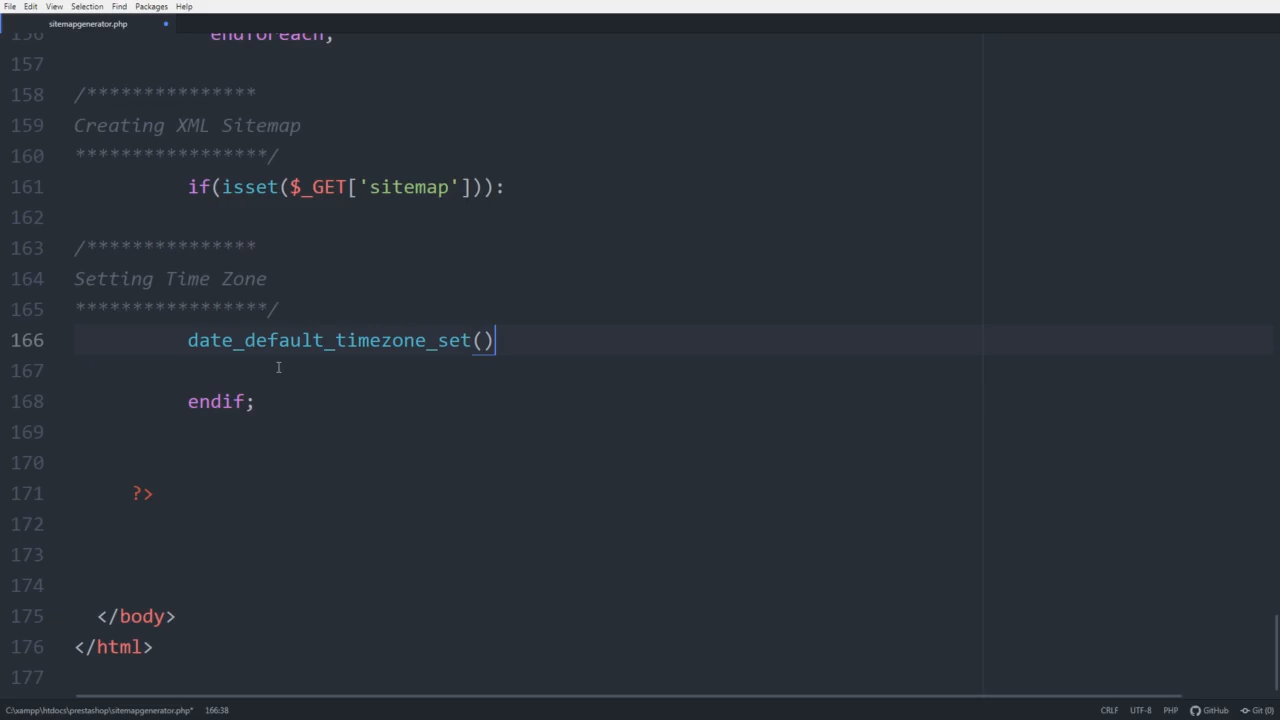 File Edit View Selection Find Packages Help
sitemapgenerator.php
156 endforeach;
157
158 /***************
159 Creating XML Sitemap
160 *****************/
161 if(isset($_GET['sitemap'])):
162
163 /***************
164 Setting Time Zone
165 *****************/
166 date_default_timezone_set()
167
168 endif;
169
170
171 ?>
172
173
174
175 </body>
176 </html>
177
C:\xampp\htdocs\prestashop\sitemapgenerator.php* 166:38 CRLF UTF-8 PHP GitHub Git (0)